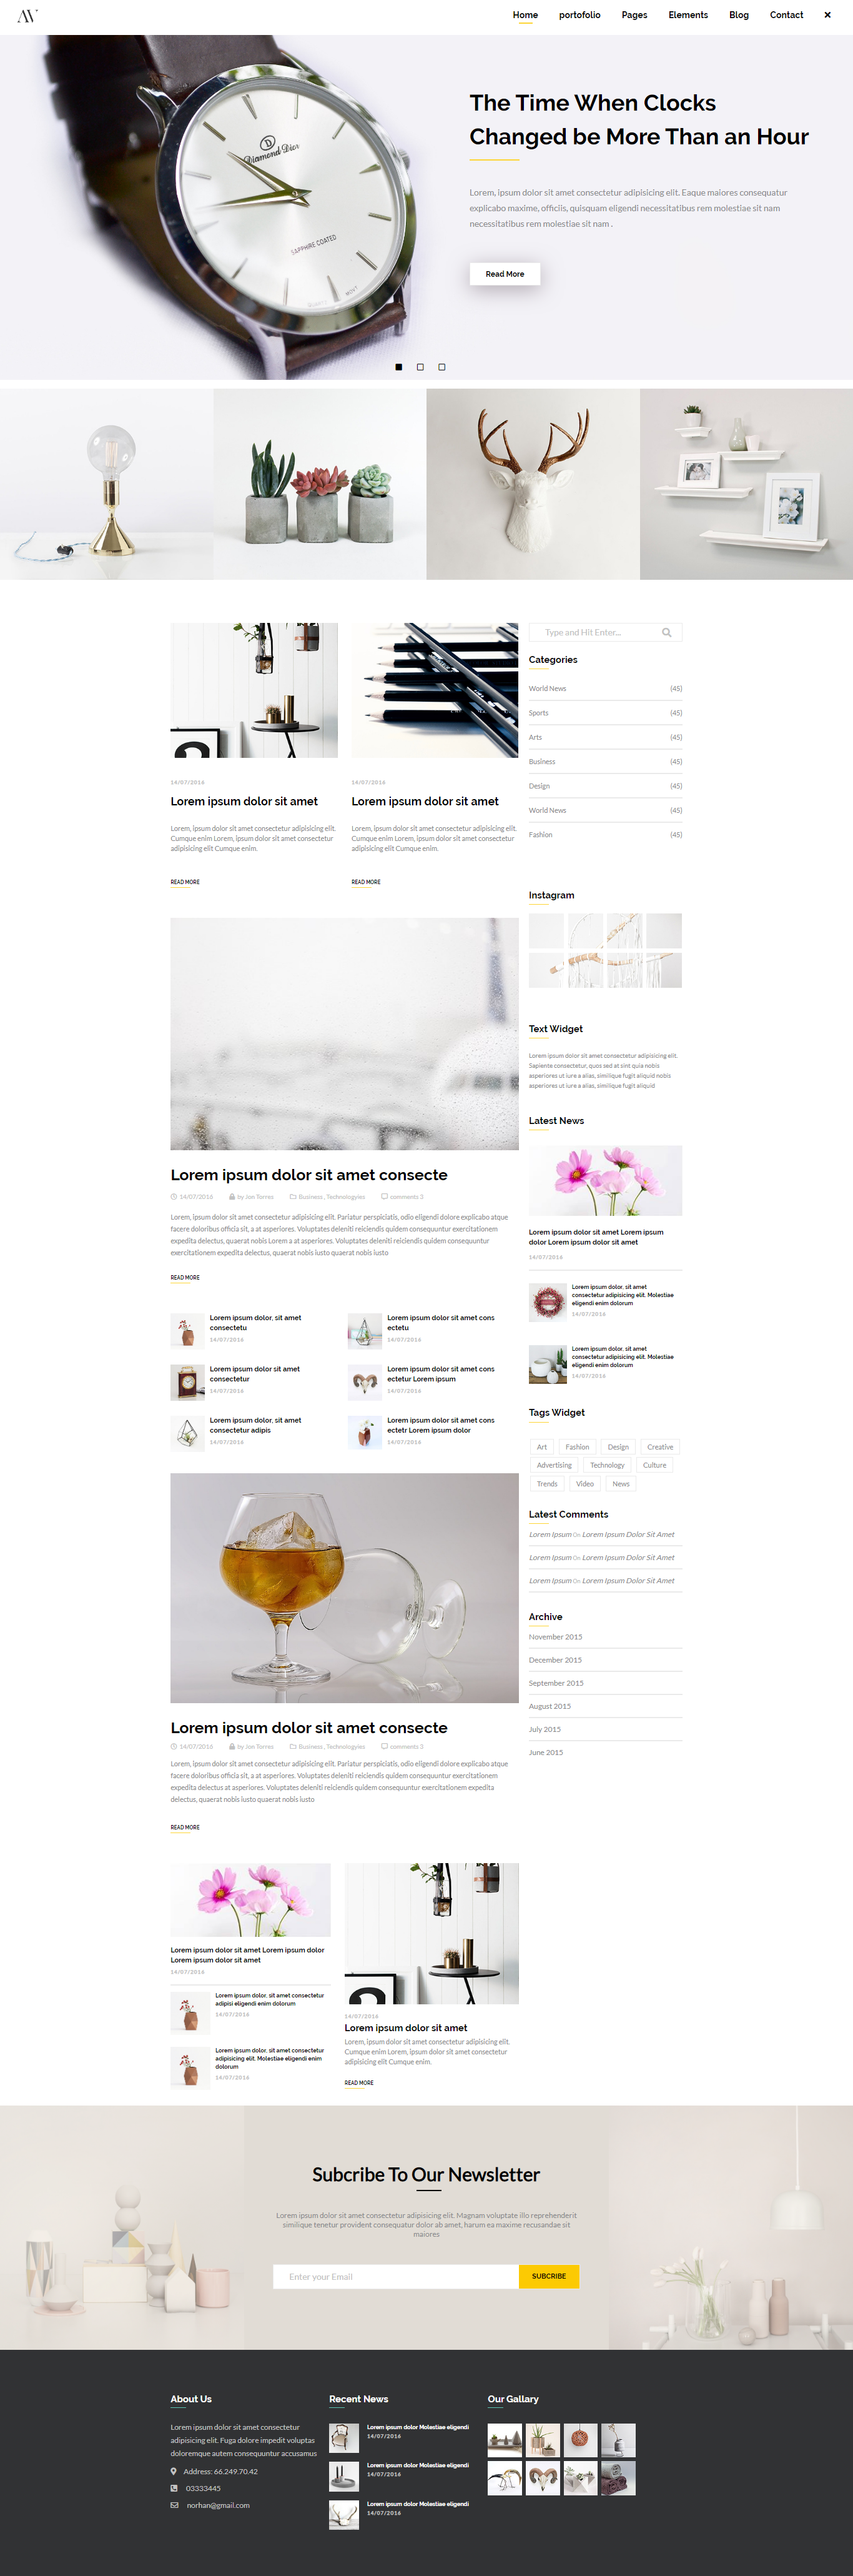 AV
Home portofolio Pages Elements Blog Contact ×
The Time When Clocks
Changed be More Than an Hour
Lorem, ipsum dolor sit amet consectetur adipisicing elit. Eaque maiores consequatur
explicabo maxime, officiis, quisquam eligendi necessitatibus rem molestiae sit nam
necessitatibus rem molestiae sit nam .
Read More
D
Diamond Dior
SAPPHIRE COATED
QUARTZ MOVT
14/07/2016
Lorem ipsum dolor sit amet
Lorem, ipsum dolor sit amet consectetur adipisicing elit.
Cumque enim Lorem, ipsum dolor sit amet consectetur
adipisicing elit Cumque enim.
READ MORE
14/07/2016
Lorem ipsum dolor sit amet
Lorem, ipsum dolor sit amet consectetur adipisicing elit.
Cumque enim Lorem, ipsum dolor sit amet consectetur
adipisicing elit Cumque enim.
READ MORE
Lorem ipsum dolor sit amet consecte
14/07/2016 by Jon Torres Business , Technologyies comments 3
Lorem, ipsum dolor sit amet consectetur adipisicing elit. Pariatur perspiciatis, odio eligendi dolore explicabo atque
facere doloribus officia sit, a at asperiores. Voluptates deleniti reiciendis quidem consequuntur exercitationem
expedita delectus, quaerat nobis Lorem a at asperiores. Voluptates deleniti reiciendis quidem consequuntur
exercitationem expedita delectus, quaerat nobis iusto quaerat nobis iusto
READ MORE
Lorem ipsum dolor, sit amet
consectetu
14/07/2016
Lorem ipsum dolor sit amet cons
ectetu
14/07/2016
Lorem ipsum dolor sit amet
consectetur
14/07/2016
Lorem ipsum dolor sit amet cons
ectetur Lorem ipsum
14/07/2016
Lorem ipsum dolor, sit amet
consectetur adipis
14/07/2016
Lorem ipsum dolor sit amet cons
ectetr Lorem ipsum dolor
14/07/2016
Lorem ipsum dolor sit amet consecte
14/07/2016 by Jon Torres Business , Technologyies comments 3
Lorem, ipsum dolor sit amet consectetur adipisicing elit. Pariatur perspiciatis, odio eligendi dolore explicabo atque
facere doloribus officia sit, a at asperiores. Voluptates deleniti reiciendis quidem consequuntur exercitationem
expedita delectus at asperiores. Voluptates deleniti reiciendis quidem consequuntur exercitationem expedita
delectus, quaerat nobis iusto quaerat nobis iusto
READ MORE
Lorem ipsum dolor sit amet Lorem ipsum dolor
Lorem ipsum dolor sit amet
14/07/2016
Lorem ipsum dolor, sit amet consectetur
adipisi eligendi enim dolorum
14/07/2016
Lorem ipsum dolor, sit amet consectetur
adipisicing elit. Molestiae eligendi enim
dolorum
14/07/2016
14/07/2016
Lorem ipsum dolor sit amet
Lorem, ipsum dolor sit amet consectetur adipisicing elit.
Cumque enim Lorem, ipsum dolor sit amet consectetur
adipisicing elit Cumque enim.
READ MORE
Type and Hit Enter...
Categories
World News (45)
Sports (45)
Arts (45)
Business (45)
Design (45)
World News (45)
Fashion (45)
Instagram
Text Widget
Lorem ipsum dolor sit amet consectetur adipisicing elit.
Sapiente consectetur, quos sed at sint quia nobis
asperiores ut iure a alias, similique fugit aliquid nobis
asperiores ut iure a alias, similique fugit aliquid
Latest News
Lorem ipsum dolor sit amet Lorem ipsum
dolor Lorem ipsum dolor sit amet
14/07/2016
Lorem ipsum dolor, sit amet
consectetur adipisicing elit. Molestiae
eligendi enim dolorum
14/07/2016
Lorem ipsum dolor, sit amet
consectetur adipisicing elit. Molestiae
eligendi enim dolorum
14/07/2016
Tags Widget
Art Fashion Design Creative
Advertising Technology Culture
Trends Video News
Latest Comments
Lorem Ipsum On Lorem Ipsum Dolor Sit Amet
Lorem Ipsum On Lorem Ipsum Dolor Sit Amet
Lorem Ipsum On Lorem Ipsum Dolor Sit Amet
Archive
November 2015
December 2015
September 2015
August 2015
July 2015
June 2015
Subcribe To Our Newsletter
Lorem ipsum dolor sit amet consectetur adipisicing elit. Magnam voluptate illo reprehenderit
similique tenetur provident consequatur dolor ab amet, harum ea maxime recusandae sit
maiores
Enter your Email SUBCRIBE
About Us
Lorem ipsum dolor sit amet consectetur
adipisicing elit. Fuga dolore impedit voluptas
doloremque autem consequuntur accusamus
Address: 66.249.70.42
03333445
norhan@gmail.com
Recent News
Lorem ipsum dolor Molestiae eligendi
14/07/2016
Lorem ipsum dolor Molestiae eligendi
14/07/2016
Lorem ipsum dolor Molestiae eligendi
14/07/2016
Our Gallary